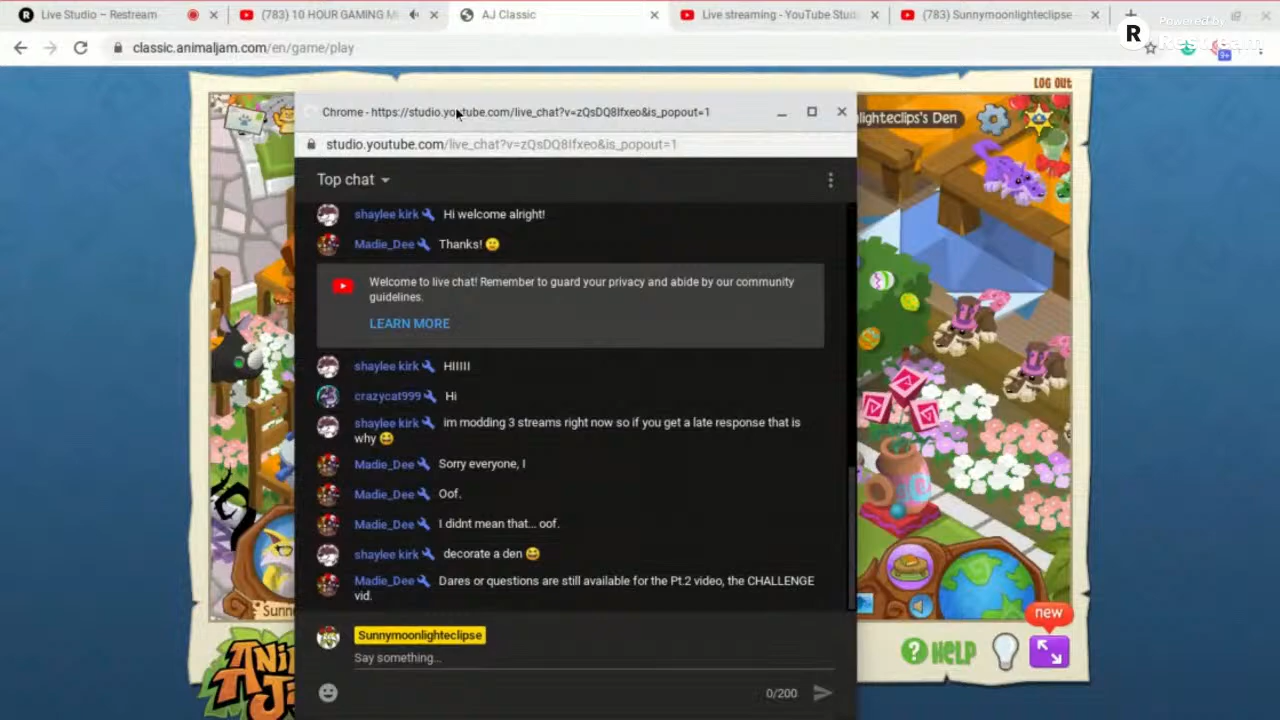 Live Studio – Restream
(783) 10 HOUR GAMING M
AJ Classic
Live streaming - YouTube Stud
(783) Sunnymoonlighteclipse
Powered by
R Restream
classic.animaljam.com/en/game/play
9+
LOG OUT
Chrome - https://studio.youtube.com/live_chat?v=zQsDQ8Ifxeo&is_popout=1
lighteclips's Den
studio.youtube.com/live_chat?v=zQsDQ8Ifxeo&is_popout=1
Top chat
shaylee kirk Hi welcome alright!
Madie_Dee Thanks! 🙂
Welcome to live chat! Remember to guard your privacy and abide by our community
guidelines.
LEARN MORE
shaylee kirk HIIIII
crazycat999 Hi
shaylee kirk im modding 3 streams right now so if you get a late response that is
why 😆
Madie_Dee Sorry everyone, I
Madie_Dee Oof.
Madie_Dee I didnt mean that... oof.
shaylee kirk decorate a den 😆
Madie_Dee Dares or questions are still available for the Pt.2 video, the CHALLENGE
vid.
Sunn
new
Sunnymoonlighteclipse
Say something...
HELP
0/200